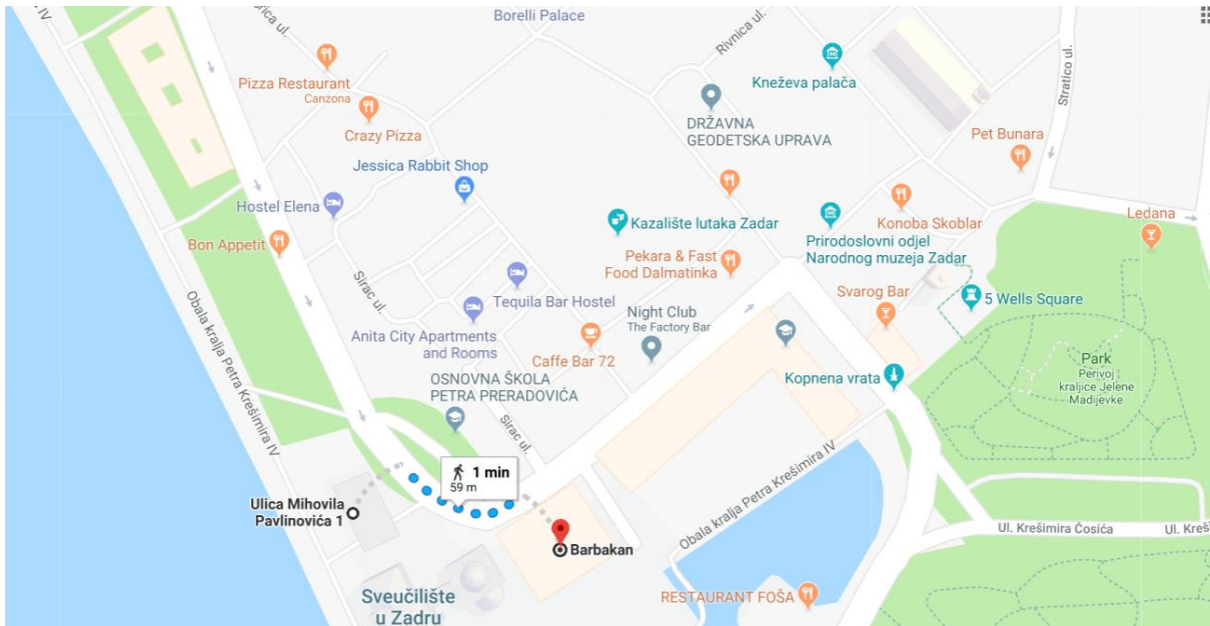 Borelli Palace
rica ul.
Rivnica ul.
Stratico ul.
Kneževa palača
Pizza Restaurant
Canzona
Crazy Pizza
DRŽAVNA
GEODETSKA UPRAVA
Pet Bunara
Jessica Rabbit Shop
Hostel Elena
Bon Appetit
Kazalište lutaka Zadar
Konoba Skoblar
Ledana
Prirodoslovni odjel
Narodnog muzeja Zadar
Pekara & Fast
Food Dalmatinka
Sirac ul.
Tequila Bar Hostel
Svarog Bar
5 Wells Square
Obala kralja Petra Krešimira IV
Anita City Apartments
and Rooms
Night Club
The Factory Bar
Caffe Bar 72
Kopnena vrata
Park
Perivoj
kraljice Jelene
Madijevke
OSNOVNA ŠKOLA
PETRA PRERADOVIĆA
Sirac ul.
1 min
59 m
Ulica Mihovila
Pavlinovića 1
Obala kralja Petra Krešimira IV
Barbakan
Ul. Krešimira Ćosića
Ul. Kreš
Sveučilište
u Zadru
RESTAURANT FOŠA